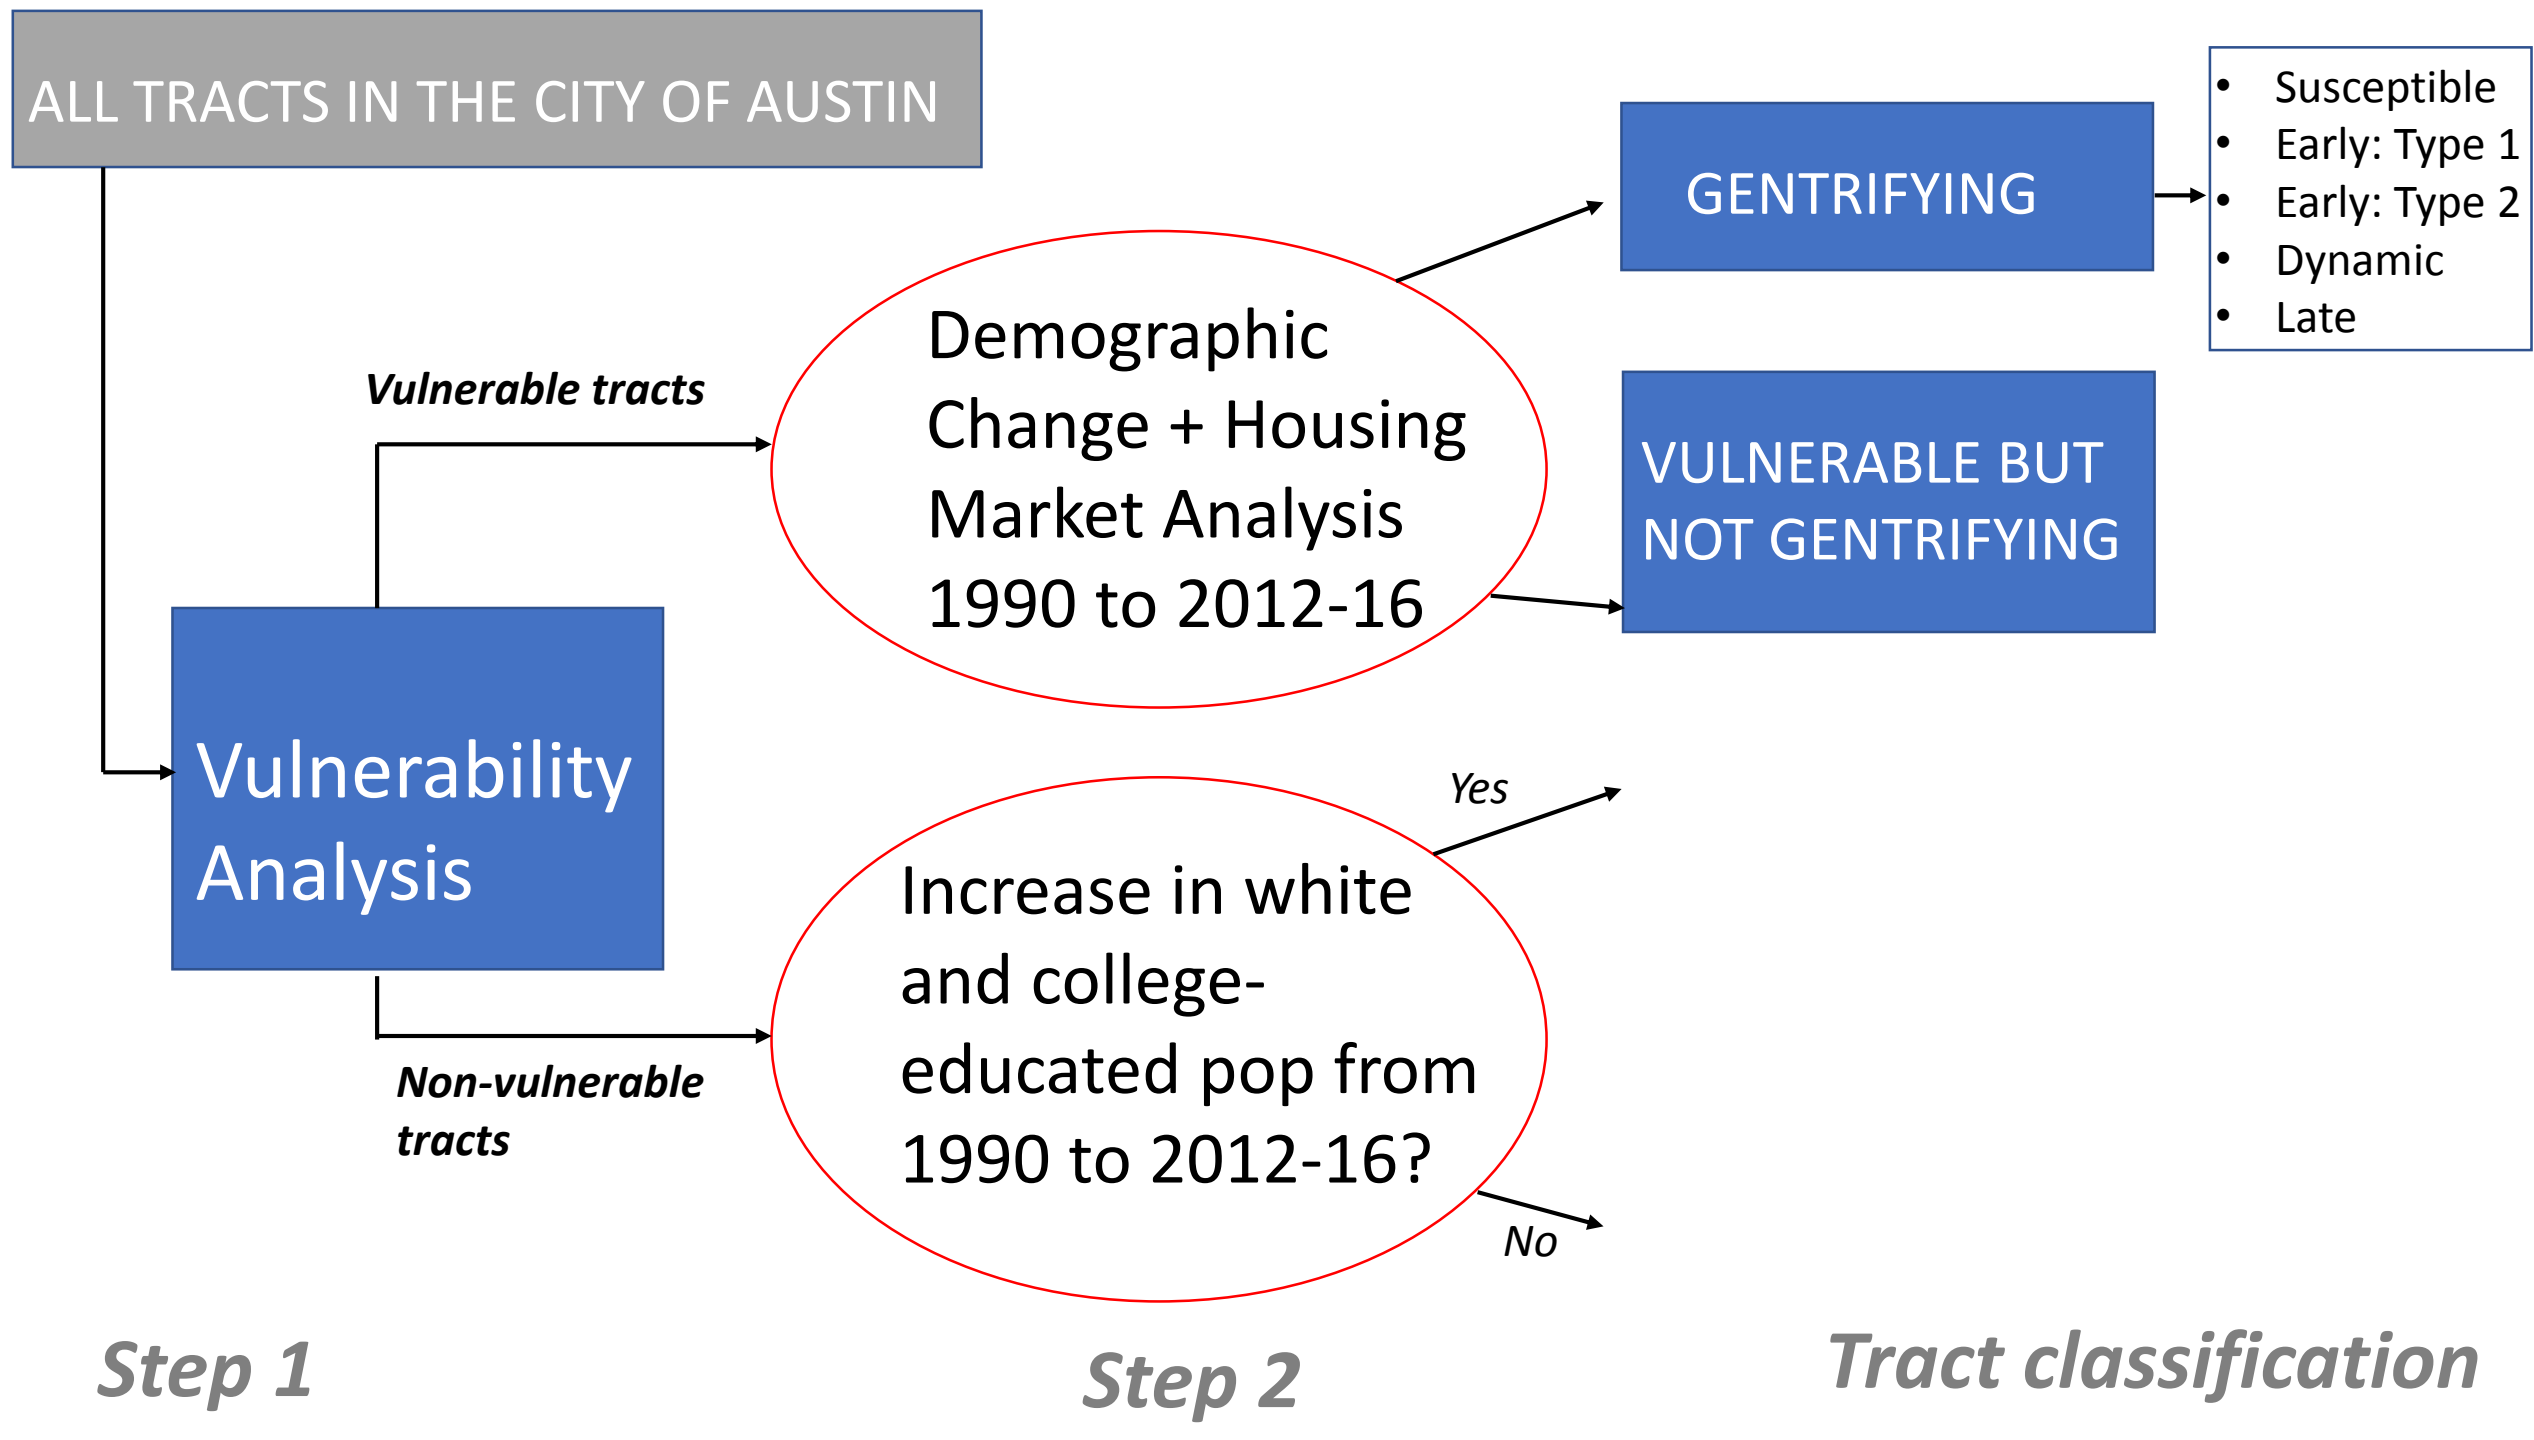 ALL TRACTS IN THE CITY OF AUSTIN
Vulnerability
Analysis
Vulnerable tracts
Non-vulnerable
tracts
Demographic
Change + Housing
Market Analysis
1990 to 2012-16
GENTRIFYING
• Susceptible
• Early: Type 1
• Early: Type 2
• Dynamic
• Late
VULNERABLE BUT
NOT GENTRIFYING
Increase in white
and college-
educated pop from
1990 to 2012-16?
Yes
No
Step 1
Step 2
Tract classification